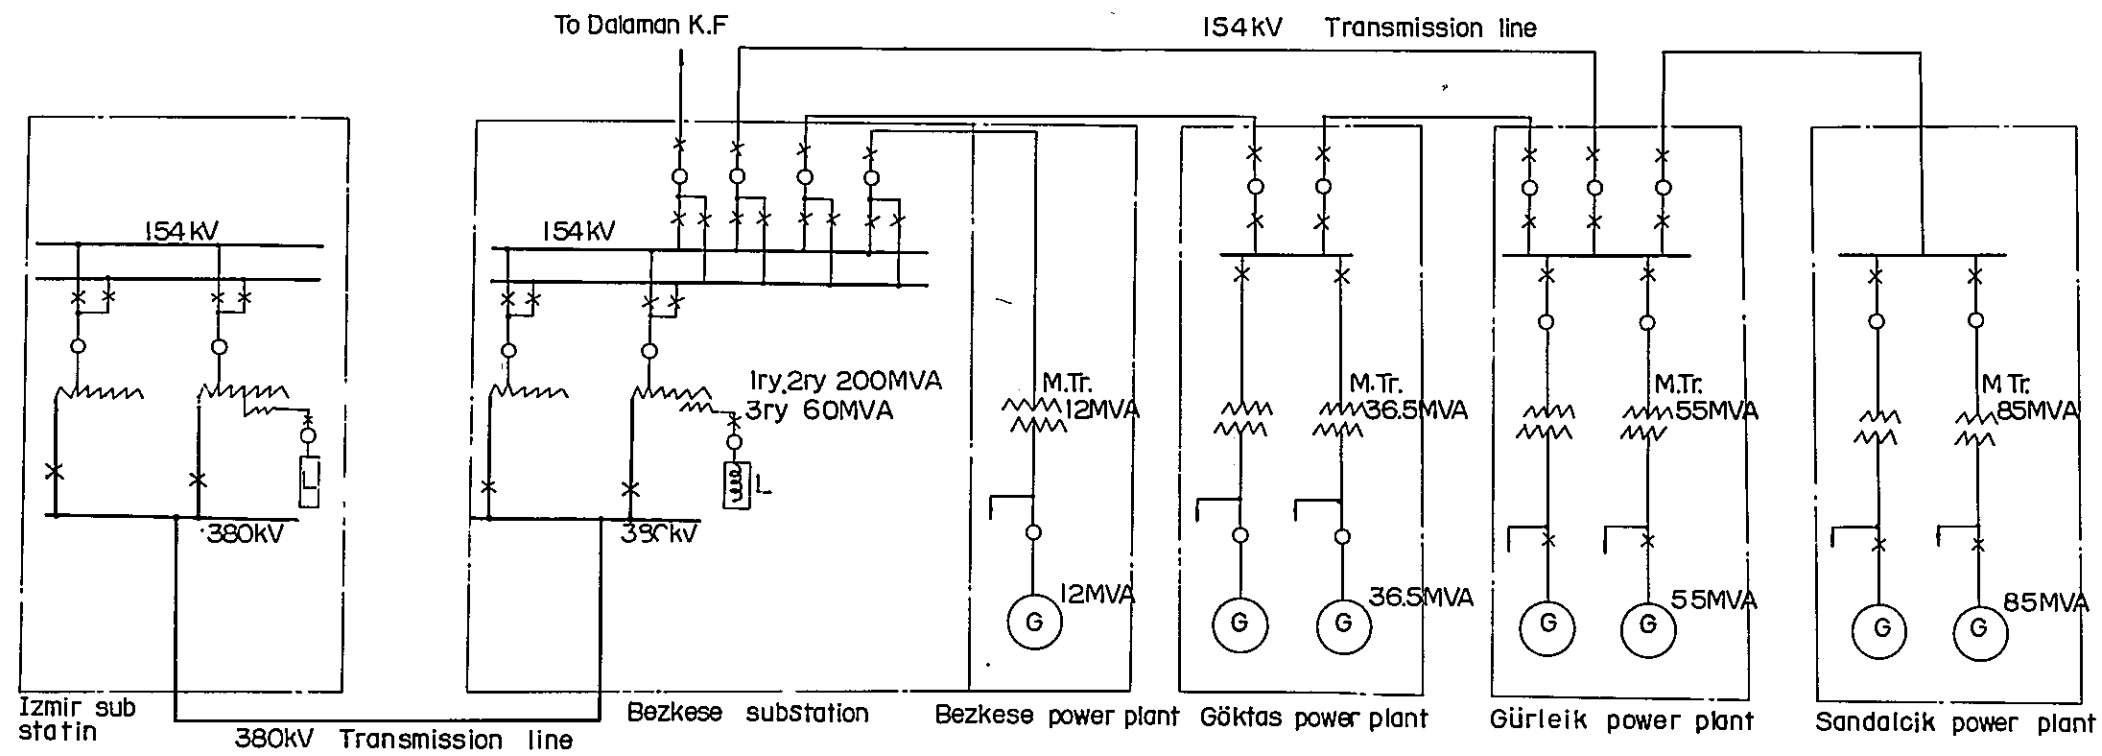 To Dalaman K.F
154kV Transmission line
154kV
154kV
1ry,2ry 200MVA
3ry 60MVA
M.Tr.
12MVA
M.Tr.
36.5MVA
M.Tr.
55MVA
M.Tr.
85MVA
L
L
380kV
380kV
12MVA
36.5MVA
55MVA
85MVA
G
G
G
G
G
G
G
Izmir sub
statin
Bezkese substation
Bezkese power plant
Göktas power plant
Gürleik power plant
Sandalcik power plant
380kV Transmission line